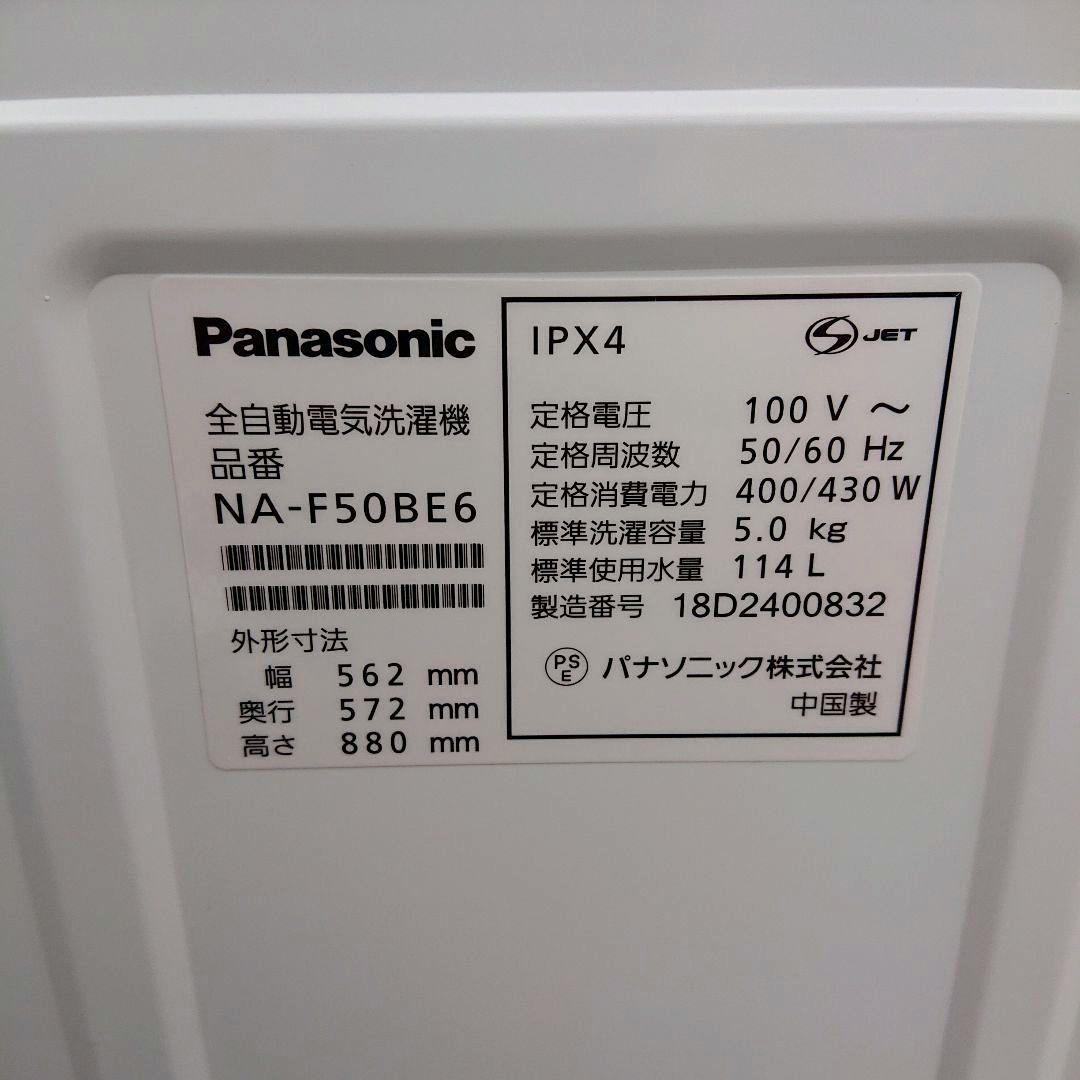 Panasonic
全自動電気洗濯機
品番
NA-F50BE6
外形寸法
幅 562 mm
奥行 572 mm
高さ 880 mm
IPX4
S JET
定格電圧 100 V ～
定格周波数 50/60 Hz
定格消費電力 400/430 W
標準洗濯容量 5.0 kg
標準使用水量 114 L
製造番号 18D2400832
PS
E パナソニック株式会社
中国製